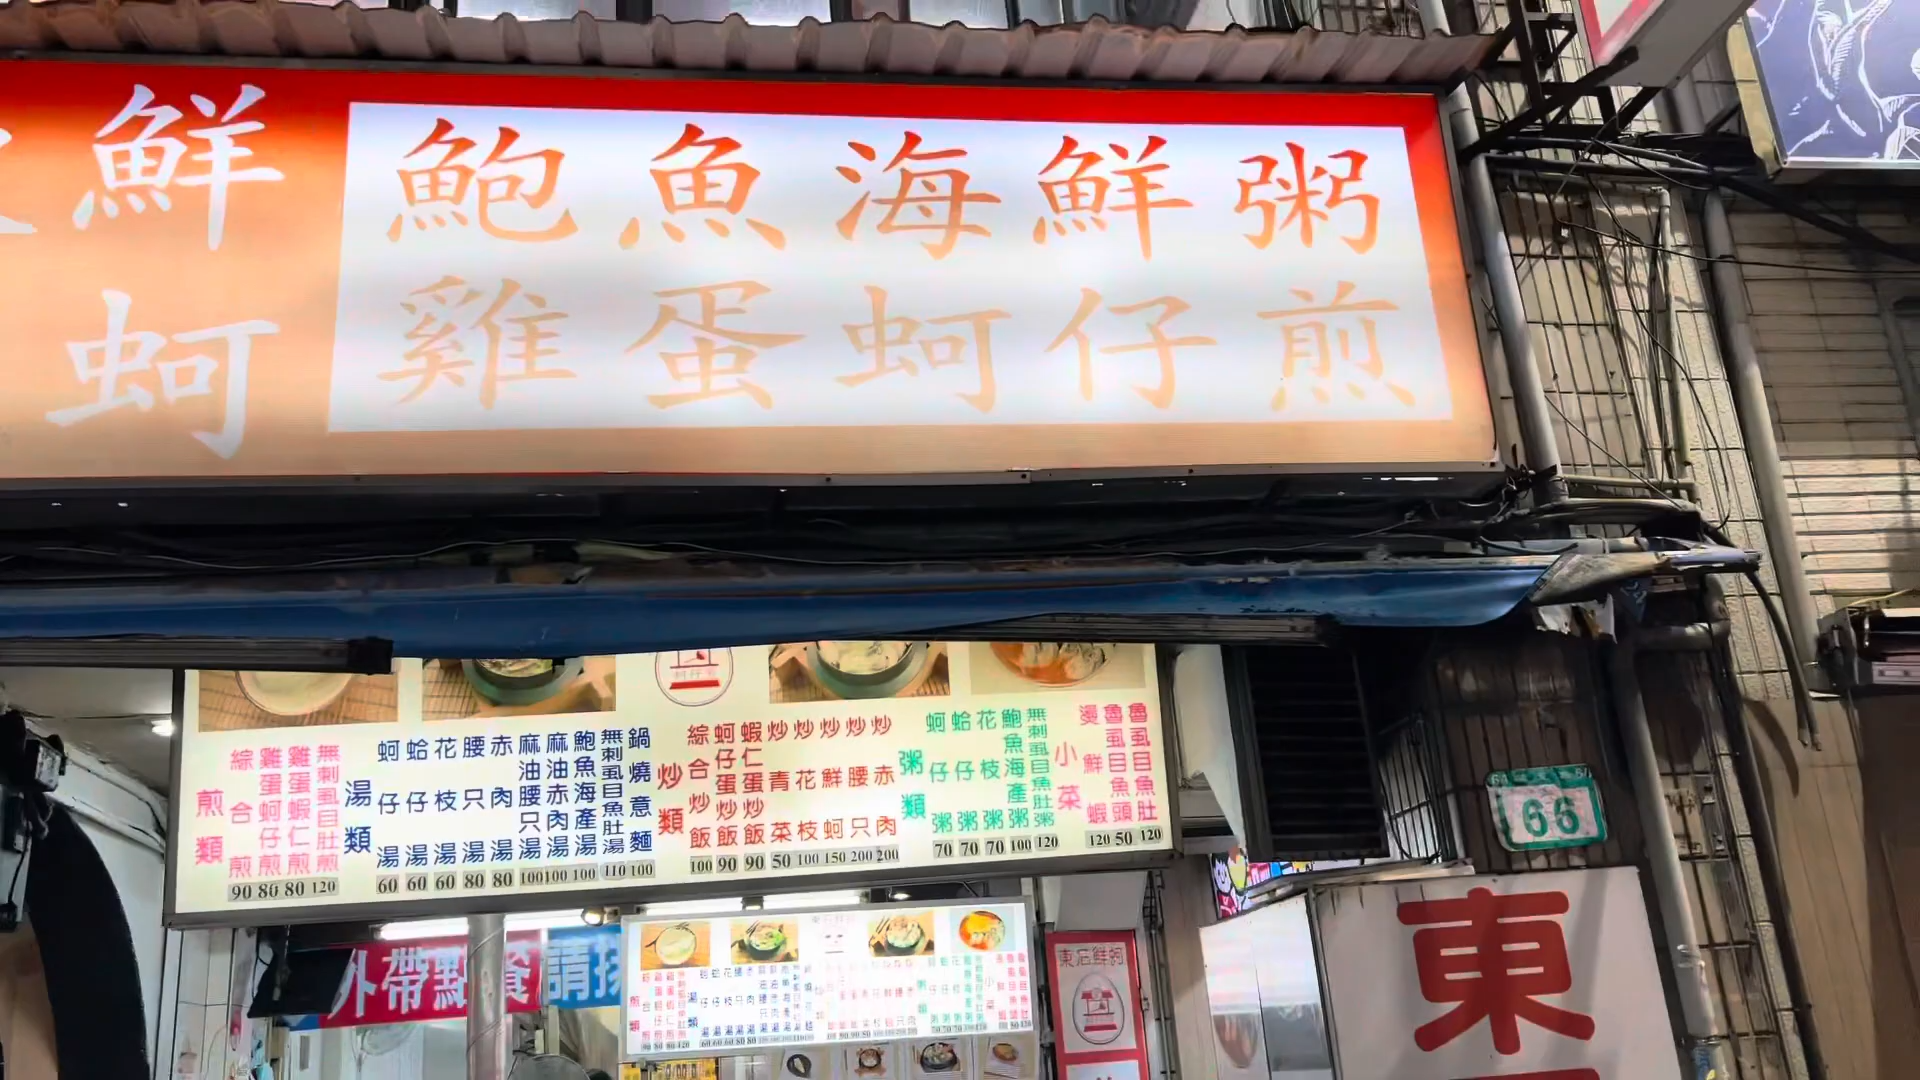 鮮
蚵
鮑魚海鮮粥
雞蛋蚵仔煎
煎類
綜合煎 90
雞蛋蚵仔煎 80
雞蛋蝦仁煎 80
無刺虱目肚煎 120
湯類
蚵仔湯 60
蛤仔湯 60
花枝湯 60
腰只湯 80
赤肉湯 80
麻油腰只湯 100
麻油赤肉湯 100
鮑魚海產湯 100
無刺虱目魚肚湯 110
鍋燒意麵 100
炒類
綜合炒飯 100
蚵仔蛋炒飯 90
蝦仁蛋炒飯 90
炒青菜 50
炒花枝 100
炒鮮蚵 150
炒腰只 200
炒赤肉 200
粥類
蚵仔粥 70
蛤仔粥 70
花枝粥 70
鮑魚海產粥 100
無刺虱目魚肚粥 120
小菜
燙鮮蝦 120
魯虱目魚頭 50
魯虱目魚肚 120
66
外帶點餐請
東石鮮蚵
東